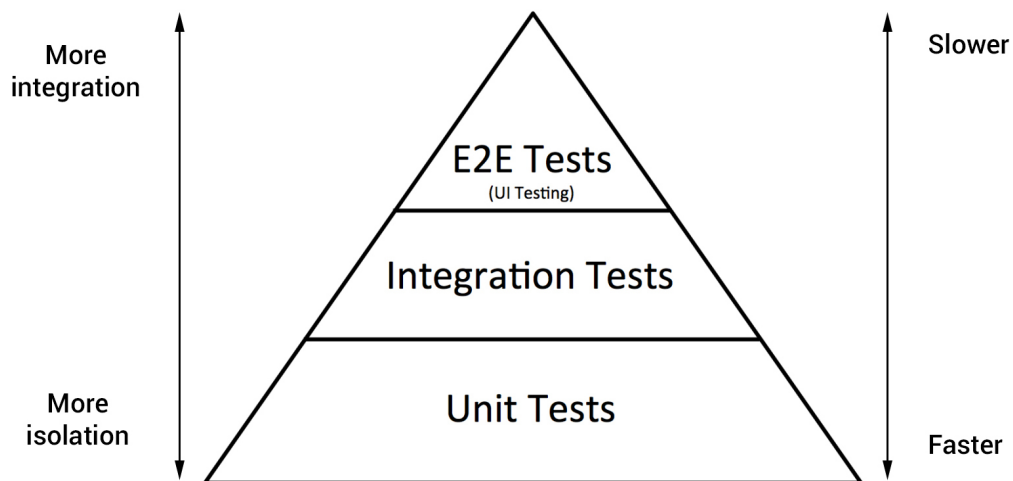 More
integration
Slower
E2E Tests
(UI Testing)
Integration Tests
More
isolation
Unit Tests
Faster